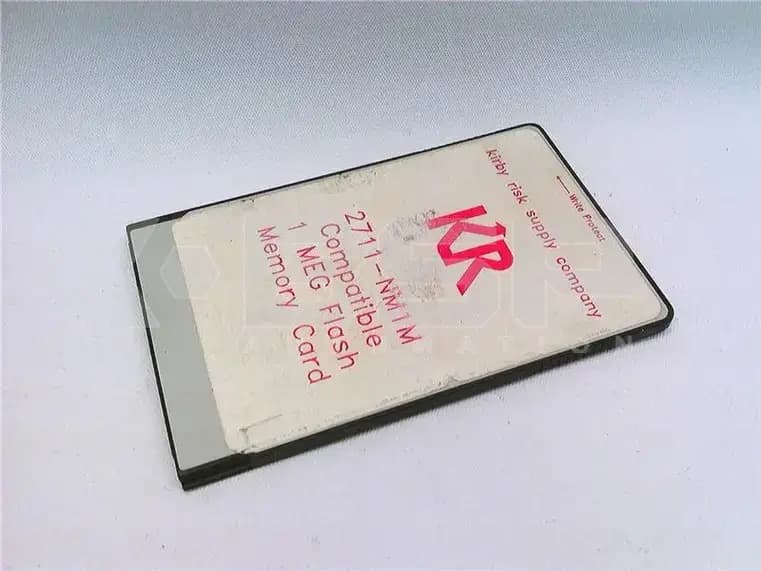 ← Write Protect
kirby risk supply company
KR
2711-NM1M
Compatible
1 MEG Flash
Memory Card